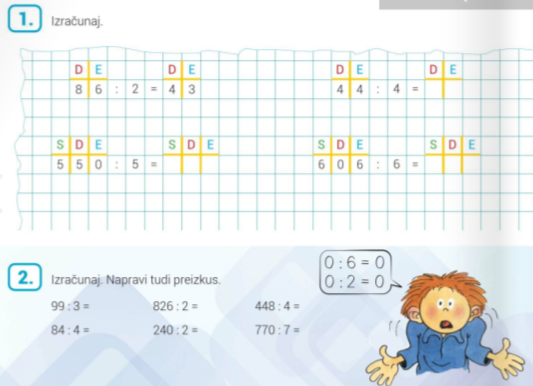 1. Izračunaj.
D E D E
8 6 : 2 = 4 3
D E D E
4 4 : 4 =
S D E S D E
5 5 0 : 5 =
S D E S D E
6 0 6 : 6 =
0 : 6 = 0
0 : 2 = 0
2. Izračunaj. Napravi tudi preizkus.
99 : 3 = 826 : 2 = 448 : 4 =
84 : 4 = 240 : 2 = 770 : 7 =